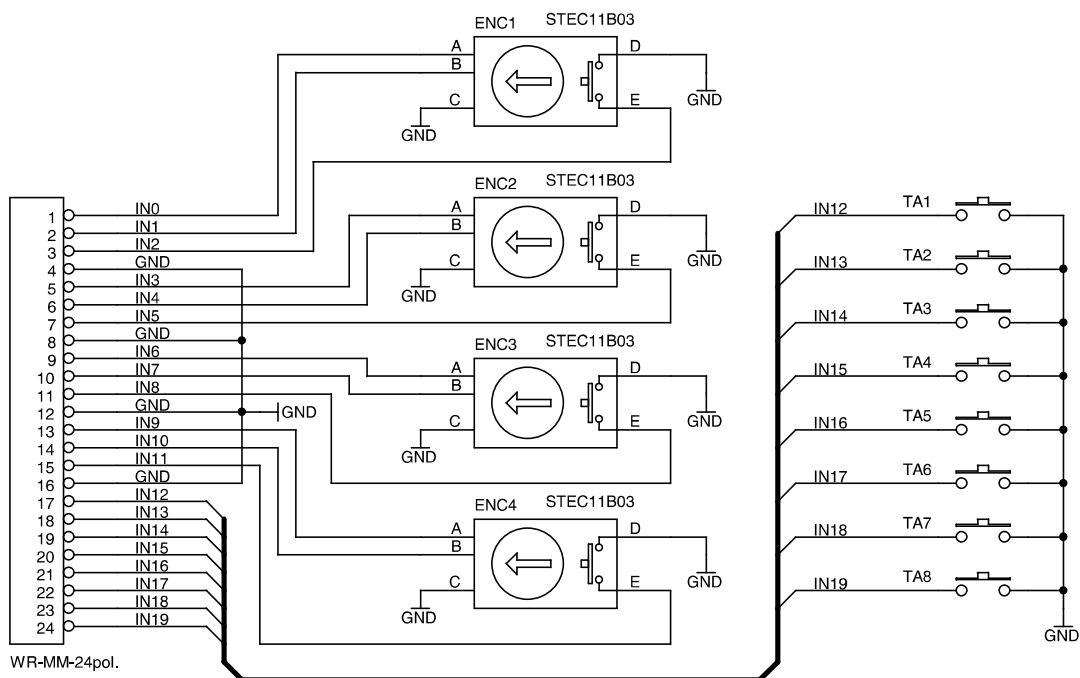 ENC1 STEC11B03
A
B
C
D
E
GND
GND
ENC2 STEC11B03
A
B
C
D
E
GND
GND
ENC3 STEC11B03
A
B
C
D
E
GND
GND
ENC4 STEC11B03
A
B
C
D
E
GND
GND
1 IN0
2 IN1
3 IN2
4 GND
5 IN3
6 IN4
7 IN5
8 GND
9 IN6
10 IN7
11 IN8
12 GND
GND
13 IN9
14 IN10
15 IN11
16 GND
17 IN12
18 IN13
19 IN14
20 IN15
21 IN16
22 IN17
23 IN18
24 IN19
WR-MM-24pol.
IN12 TA1
IN13 TA2
IN14 TA3
IN15 TA4
IN16 TA5
IN17 TA6
IN18 TA7
IN19 TA8
GND